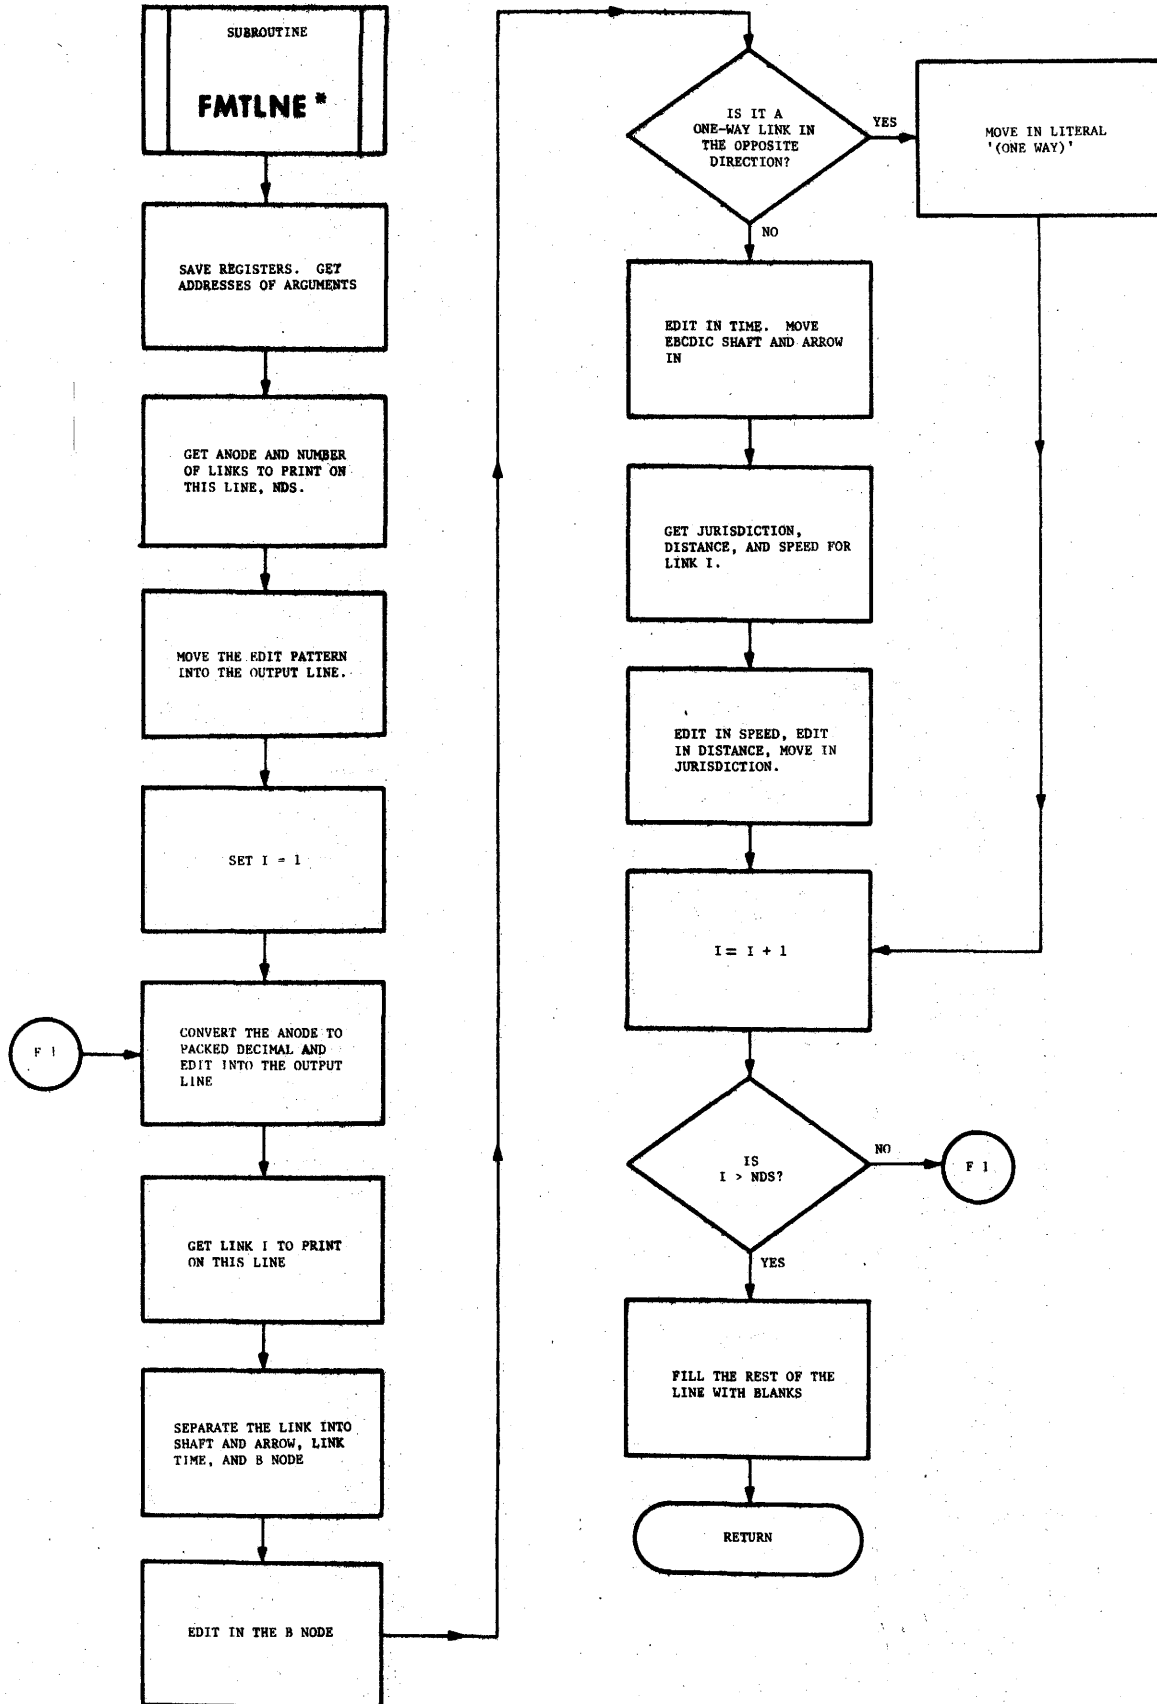 SUBROUTINE
FMTLNE *
SAVE REGISTERS. GET
ADDRESSES OF ARGUMENTS
GET ANODE AND NUMBER
OF LINKS TO PRINT ON
THIS LINE, NDS.
MOVE THE EDIT PATTERN
INTO THE OUTPUT LINE.
SET I = 1
F 1
CONVERT THE ANODE TO
PACKED DECIMAL AND
EDIT INTO THE OUTPUT
LINE
GET LINK I TO PRINT
ON THIS LINE
SEPARATE THE LINK INTO
SHAFT AND ARROW, LINK
TIME, AND B NODE
EDIT IN THE B NODE
IS IT A
ONE-WAY LINK IN
THE OPPOSITE
DIRECTION?
YES
MOVE IN LITERAL
'(ONE WAY)'
NO
EDIT IN TIME. MOVE
EBCDIC SHAFT AND ARROW
IN
GET JURISDICTION,
DISTANCE, AND SPEED FOR
LINK I.
EDIT IN SPEED, EDIT
IN DISTANCE, MOVE IN
JURISDICTION.
I = I + 1
IS
I > NDS?
NO
F 1
YES
FILL THE REST OF THE
LINE WITH BLANKS
RETURN